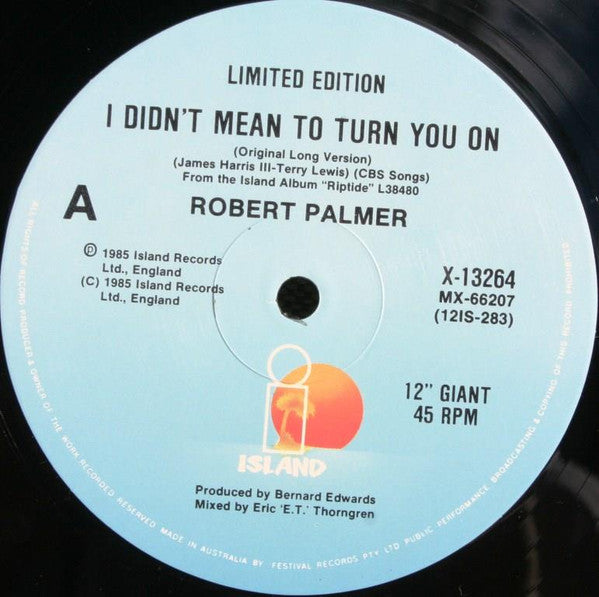 LIMITED EDITION
I DIDN'T MEAN TO TURN YOU ON
(Original Long Version)
(James Harris III-Terry Lewis) (CBS Songs)
From the Island Album "Riptide" L38480
A
ROBERT PALMER
℗ 1985 Island Records
Ltd., England
(C) 1985 Island Records
Ltd., England
X-13264
MX-66207
(12IS-283)
12" GIANT
45 RPM
i
ISLAND
Produced by Bernard Edwards
Mixed by Eric 'E.T.' Thorngren
ALL RIGHTS OF RECORD PRODUCER & OWNER OF THE WORK RECORDED RESERVED MADE IN AUSTRALIA BY FESTIVAL RECORDS PTY LTD PUBLIC PERFORMANCE BROADCASTING & COPYING OF THIS RECORD PROHIBITED